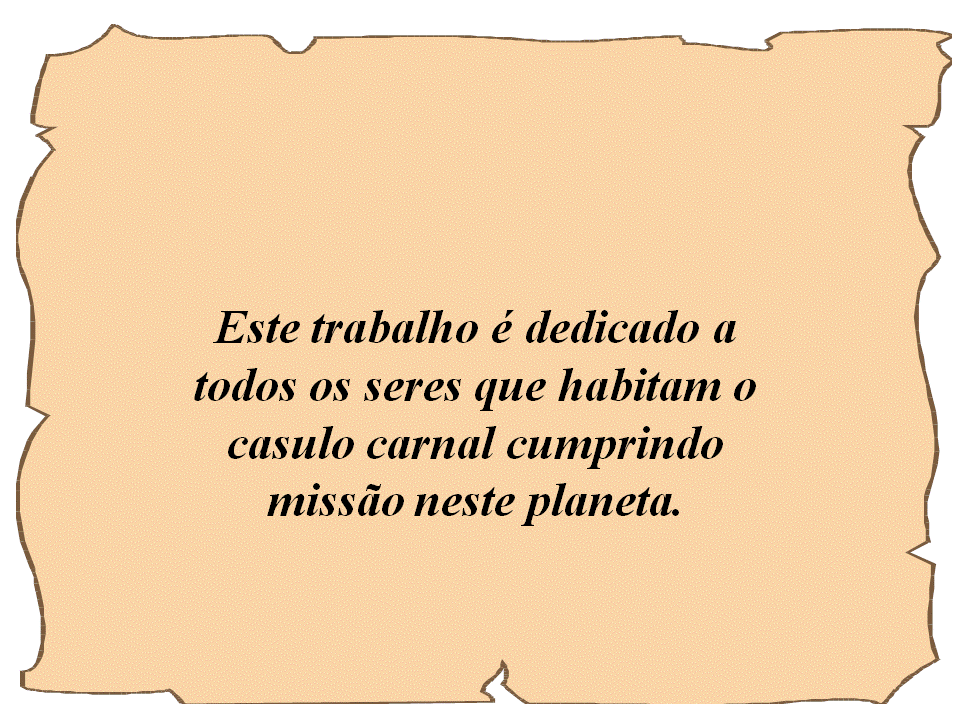 Este trabalho é dedicado a
todos os seres que habitam o
casulo carnal cumprindo
missão neste planeta.